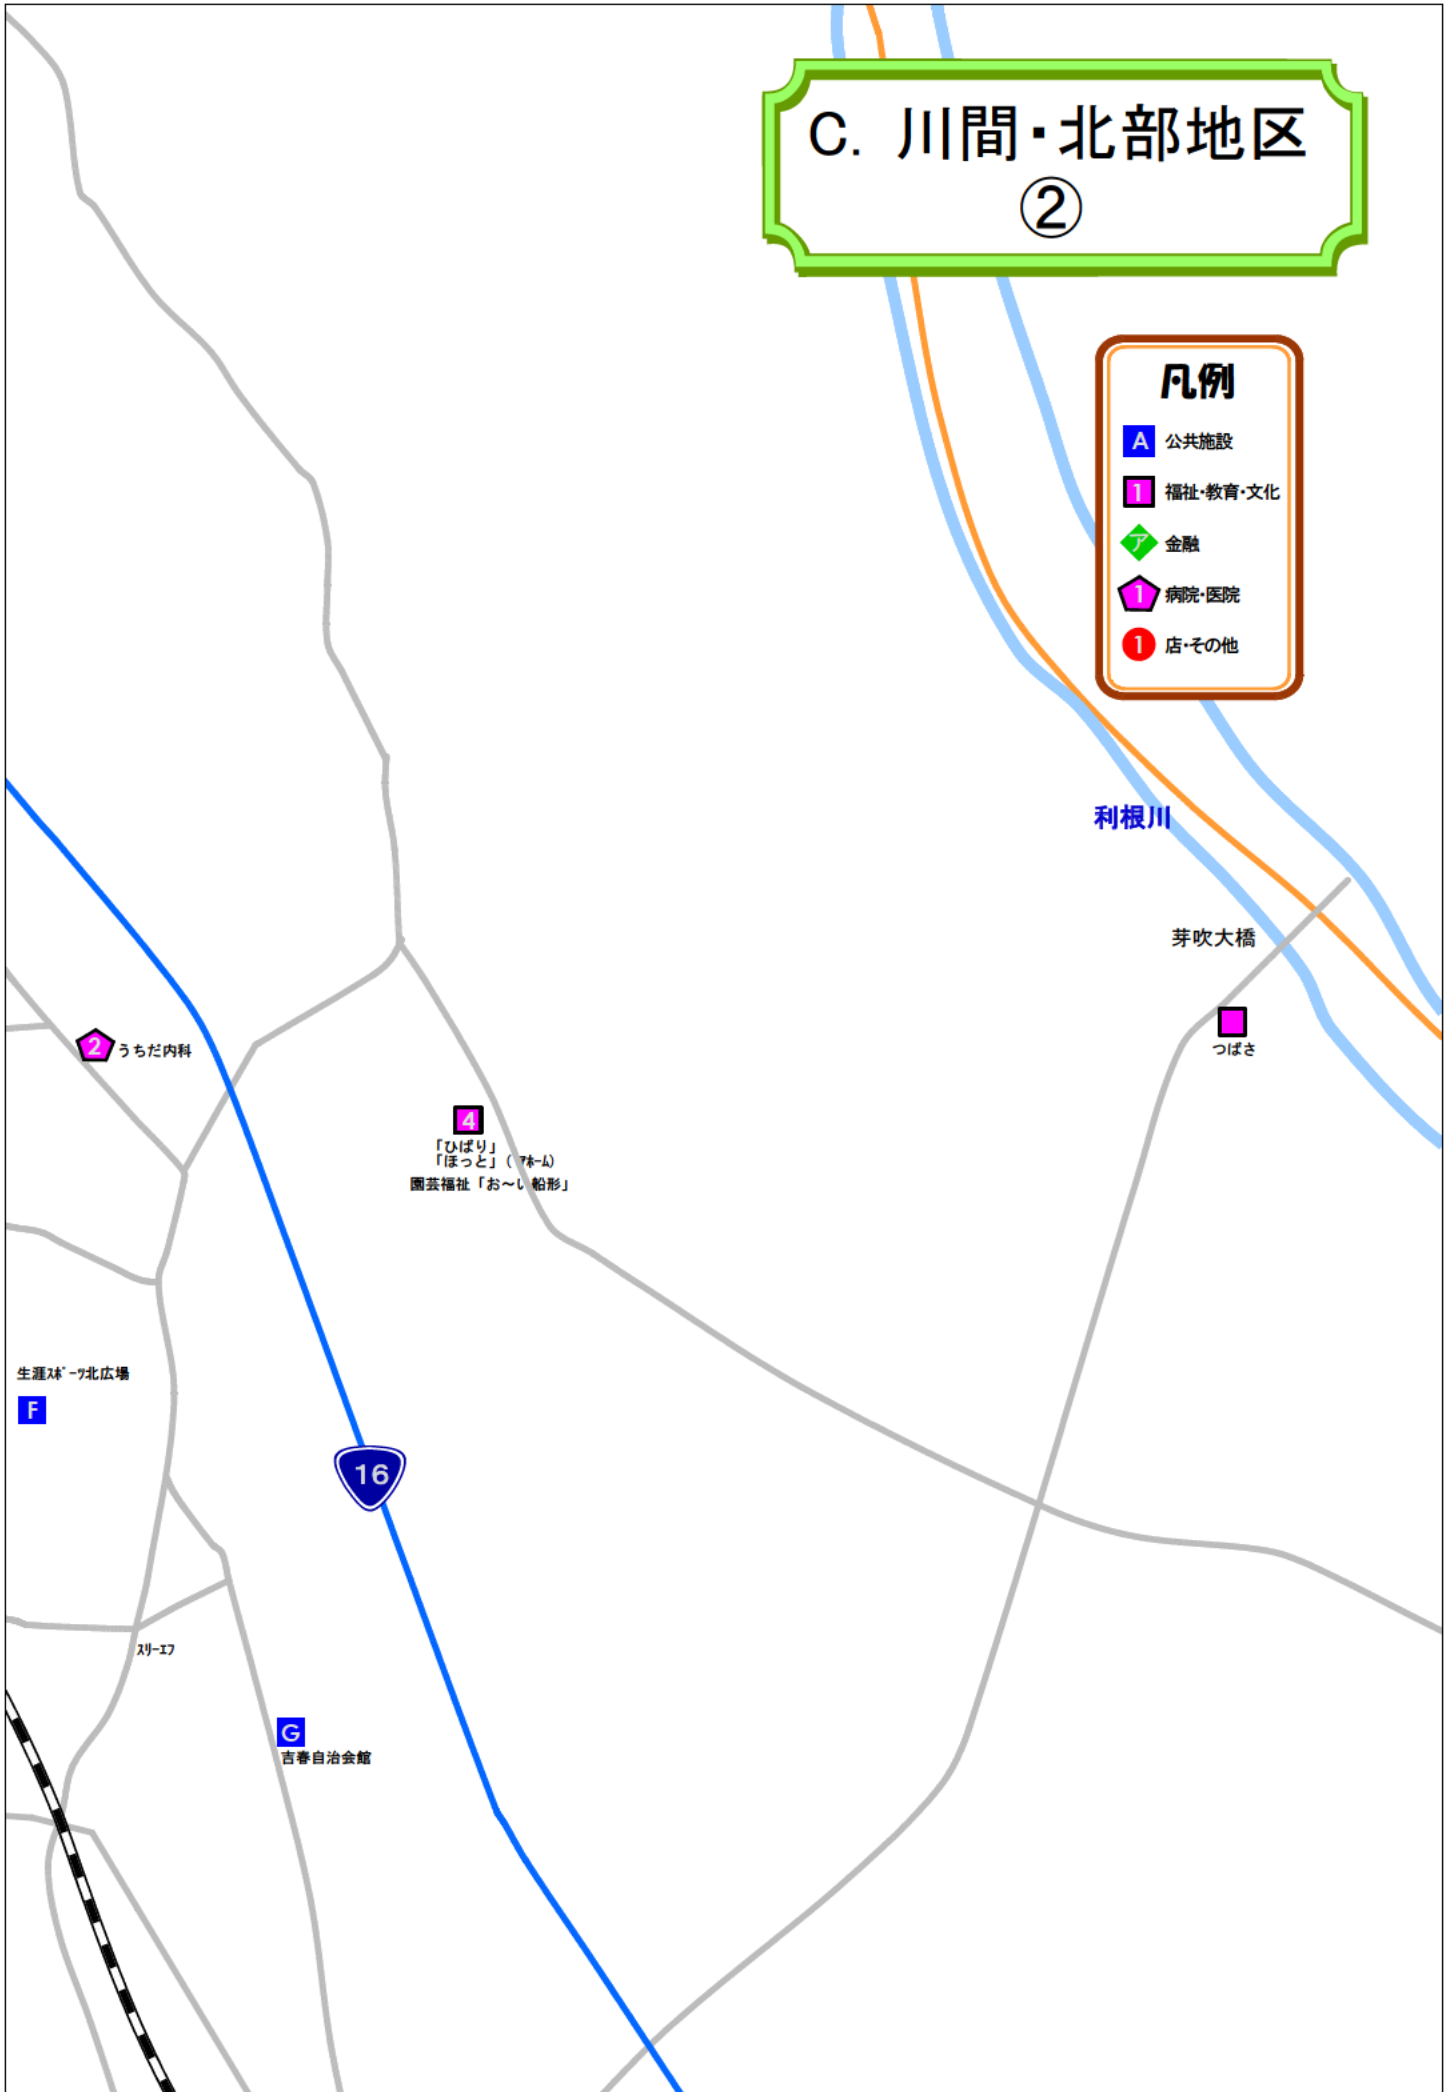 C. 川間・北部地区
②
凡例
A 公共施設
1 福祉・教育・文化
ア 金融
1 病院・医院
1 店・その他
利根川
芽吹大橋
つばさ
2 うちだ内科
4
「ひばり」
「ほっと」（ｱﾎｰﾑ)
園芸福祉「お～い船形」
生涯ｽﾎﾟｰﾂ北広場
F
16
ｽﾘｰｴﾌ
G
吉春自治会館